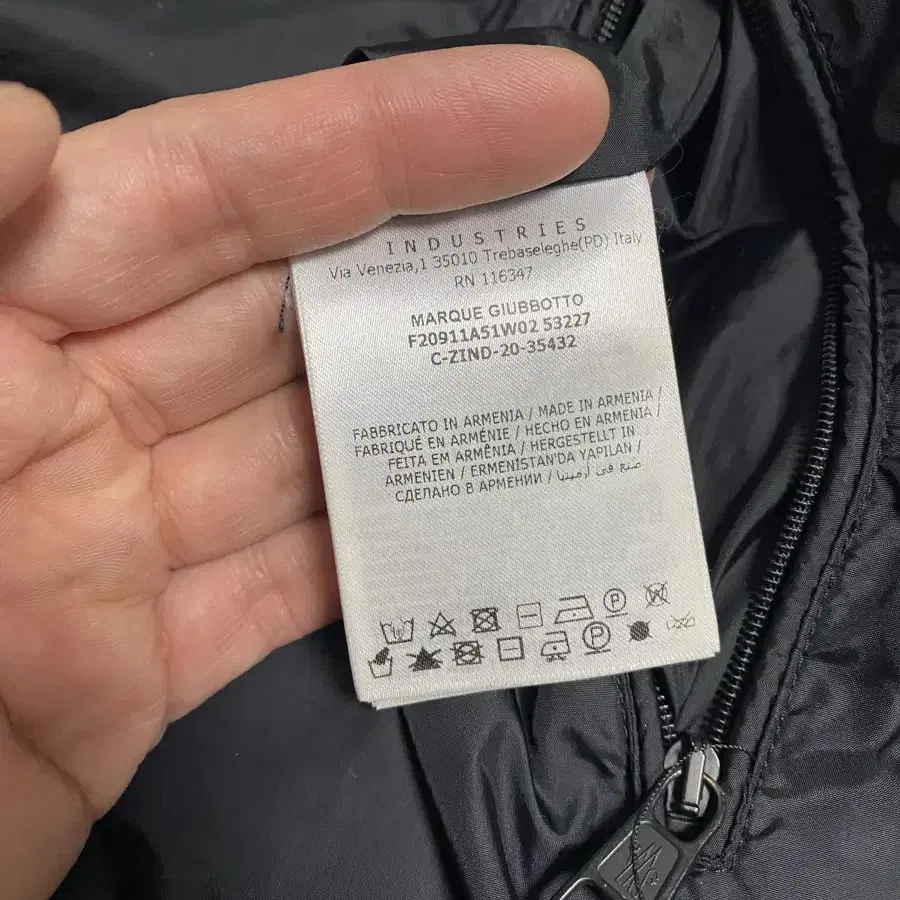 INDUSTRIES
Via Venezia,1 35010 Trebaseleghe(PD) Italy
RN 116347
MARQUE GIUBBOTTO
F20911A51W02 53227
C-ZIND-20-35432
FABBRICATO IN ARMENIA / MADE IN ARMENIA /
FABRIQUÉ EN ARMÉNIE / HECHO EN ARMENIA /
FEITA EM ARMÊNIA / HERGESTELLT IN
ARMENIEN / ERMENİSTAN'DA YAPILAN /
СДЕЛАНО В АРМЕНИИ / صنع في أرمينيا
P W
P